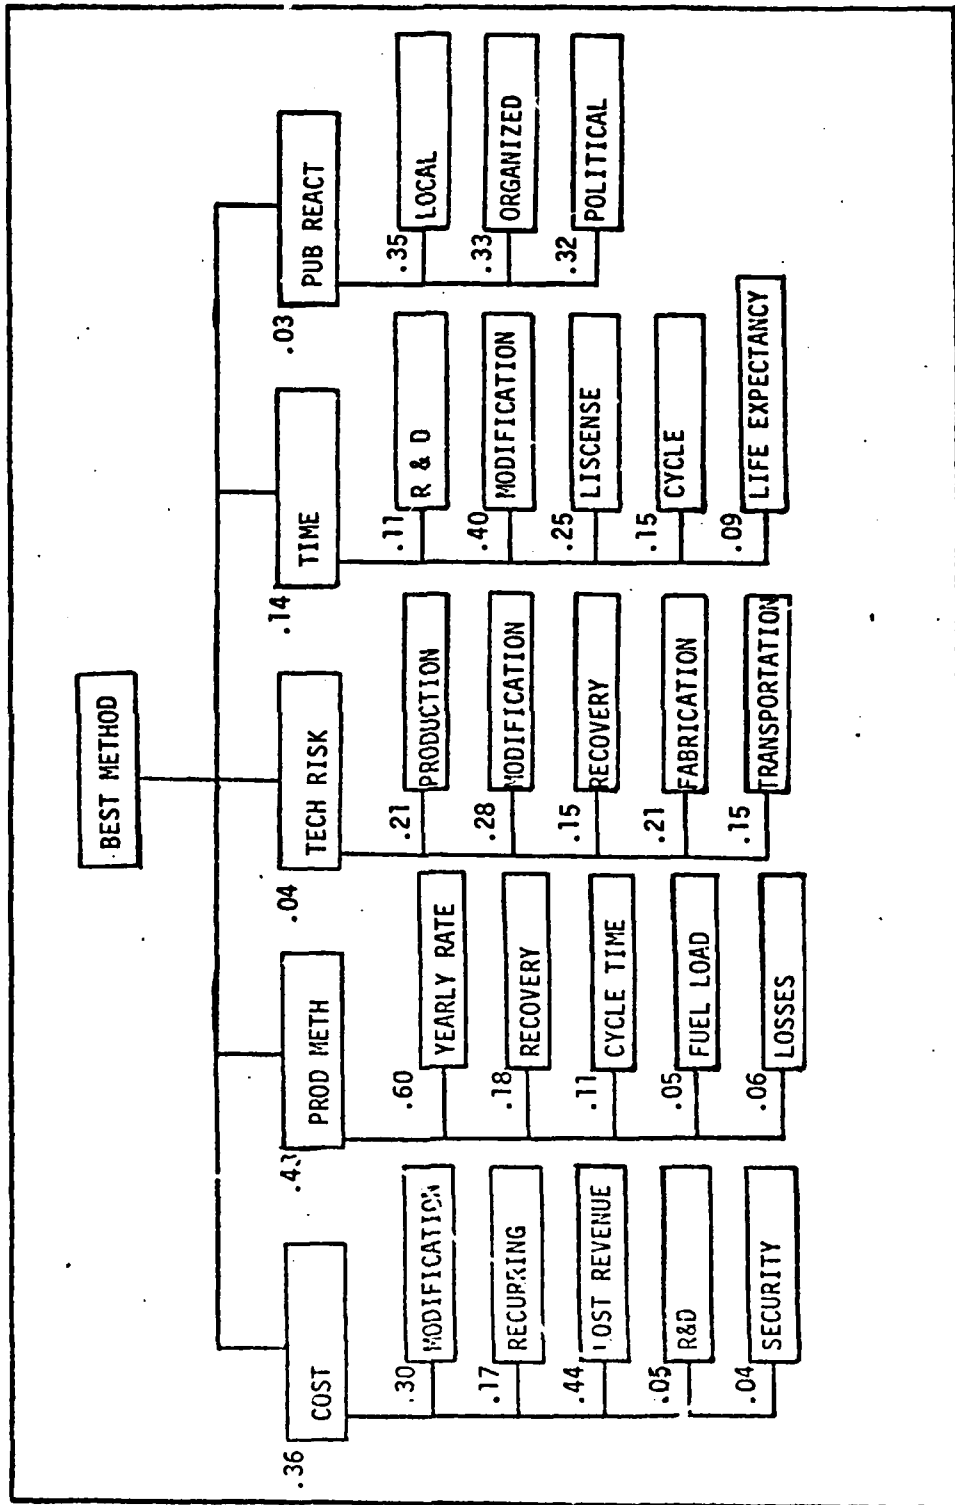 BEST METHOD
.36
COST
.30
MODIFICATION
.17
RECURRING
.44
LOST REVENUE
.05
R&D
.04
SECURITY
.43
PROD METH
.60
YEARLY RATE
.18
RECOVERY
.11
CYCLE TIME
.05
FUEL LOAD
.06
LOSSES
.04
TECH RISK
.21
PRODUCTION
.28
MODIFICATION
.15
RECOVERY
.21
FABRICATION
.15
TRANSPORTATION
.14
TIME
.11
R & D
.40
MODIFICATION
.25
LISCENSE
.15
CYCLE
.09
LIFE EXPECTANCY
.03
PUB REACT
.35
LOCAL
.33
ORGANIZED
.32
POLITICAL